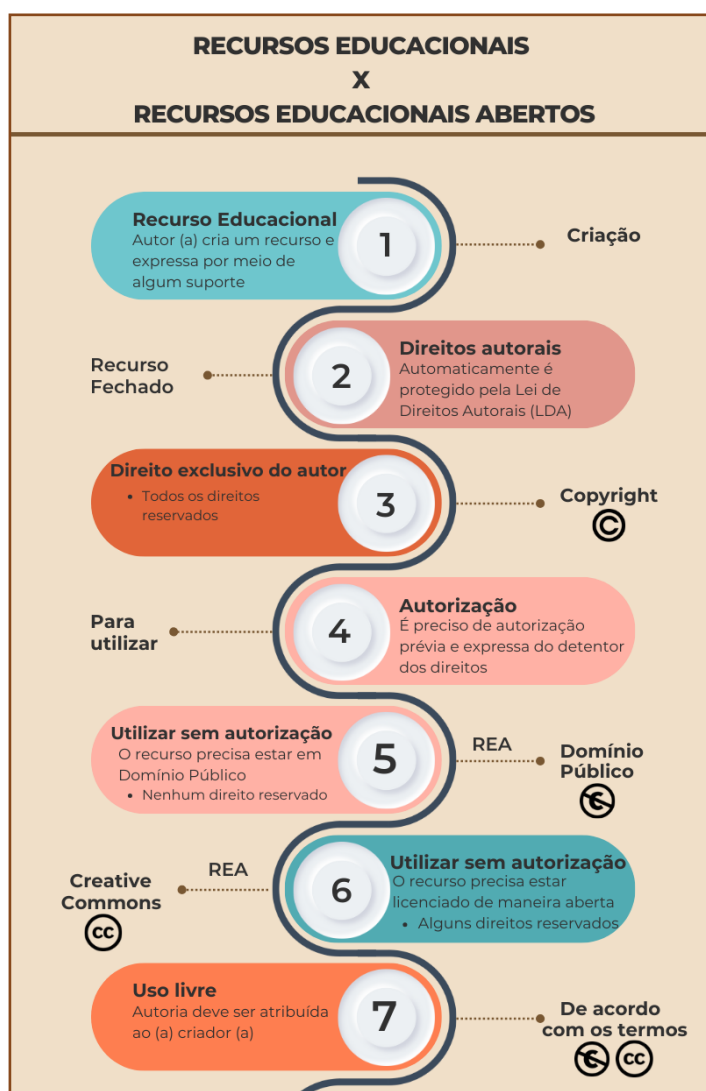 RECURSOS EDUCACIONAIS
X
RECURSOS EDUCACIONAIS ABERTOS
Recurso Educacional
Autor (a) cria um recurso e
expressa por meio de
algum suporte
1
Criação
Recurso
Fechado
2
Direitos autorais
Automaticamente é
protegido pela Lei de
Direitos Autorais (LDA)
Direito exclusivo do autor
• Todos os direitos
reservados
3
Copyright
©
Para
utilizar
4
Autorização
É preciso de autorização
prévia e expressa do detentor
dos direitos
Utilizar sem autorização
O recurso precisa estar em
Domínio Público
• Nenhum direito reservado
5
REA
Domínio
Público
Creative
Commons
cc
REA
6
Utilizar sem autorização
O recurso precisa estar
licenciado de maneira aberta
• Alguns direitos reservados
Uso livre
Autoria deve ser atribuída
ao (a) criador (a)
7
De acordo
com os termos
cc